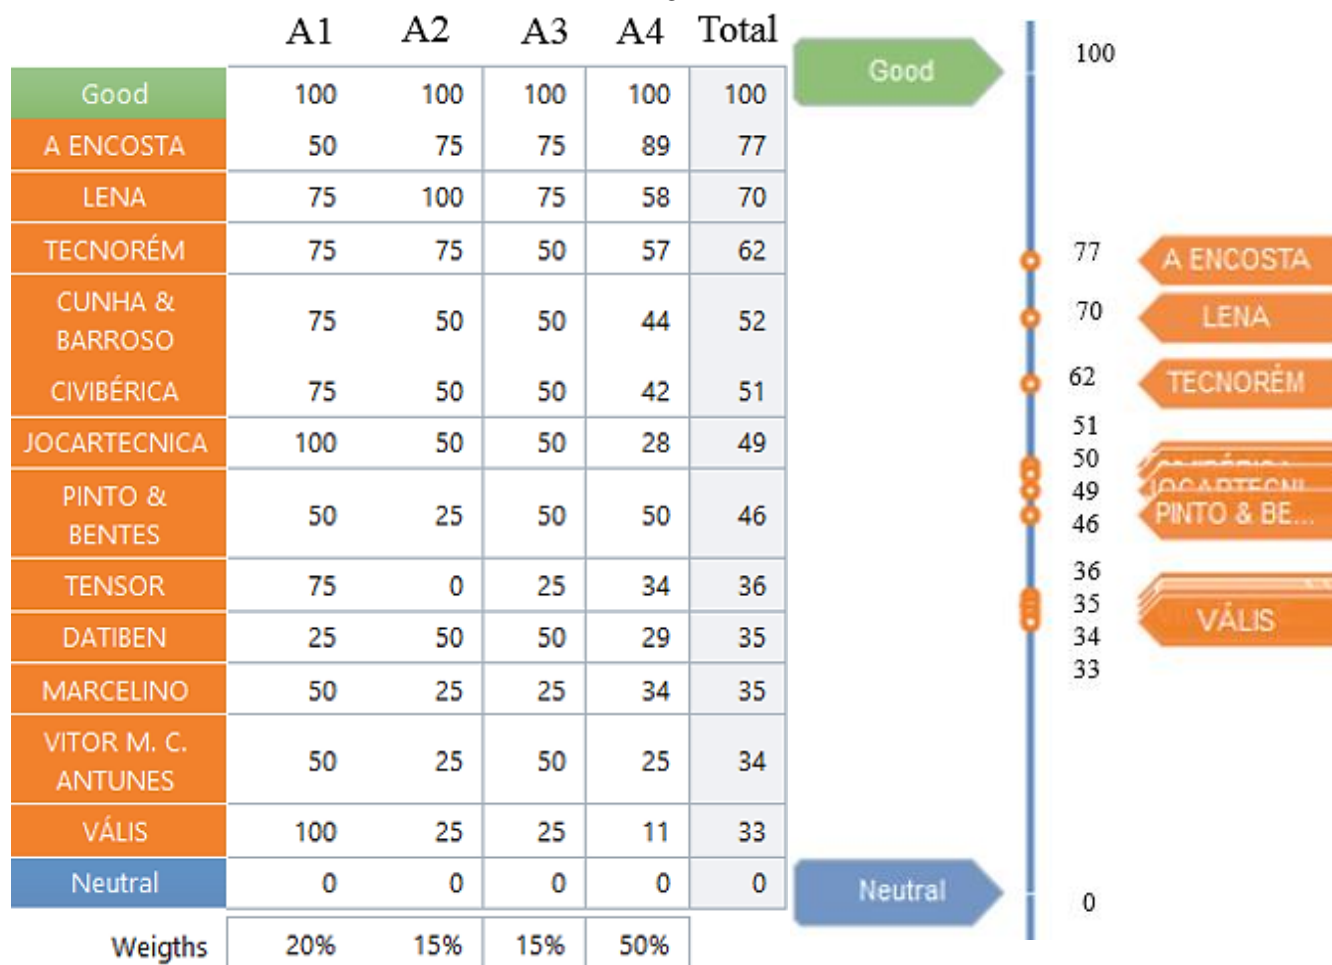 A1 A2 A3 A4 Total
Good 100 100 100 100 100
A ENCOSTA 50 75 75 89 77
LENA 75 100 75 58 70
TECNORÉM 75 75 50 57 62
CUNHA &
BARROSO 75 50 50 44 52
CIVIBÉRICA 75 50 50 42 51
JOCARTECNICA 100 50 50 28 49
PINTO &
BENTES 50 25 50 50 46
TENSOR 75 0 25 34 36
DATIBEN 25 50 50 29 35
MARCELINO 50 25 25 34 35
VITOR M. C.
ANTUNES 50 25 50 25 34
VÁLIS 100 25 25 11 33
Neutral 0 0 0 0 0
Weigths 20% 15% 15% 50%
Good 100
77 A ENCOSTA
70 LENA
62 TECNORÉM
51
50
49 JOCARTECNI...
46 PINTO & BE...
36
35
34 VÁLIS
33
Neutral 0